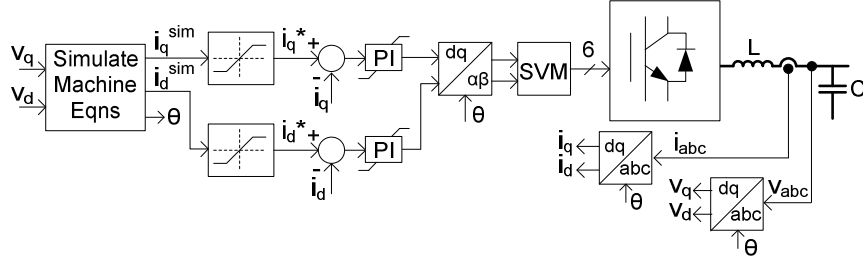 Vq
Vd
Simulate
Machine
Eqns
iq sim
id sim
θ
iq* +
-
iq
PI
id* +
-
id
PI
dq
αβ
θ
SVM
6
L
C
iabc
iq
id
dq
abc
θ
Vabc
Vq
Vd
dq
abc
θ